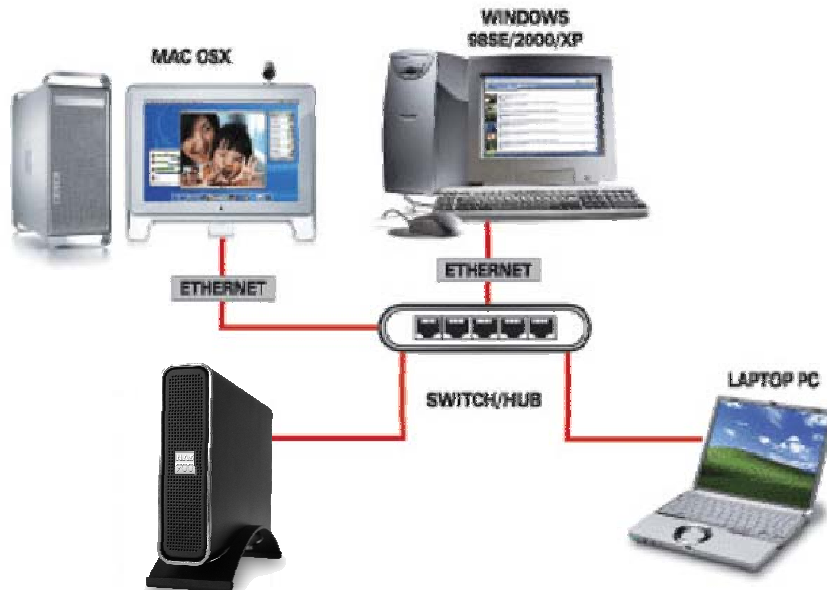 WINDOWS
98SE/2000/XP
MAC OSX
ETHERNET
ETHERNET
SWITCH/HUB
LAPTOP PC